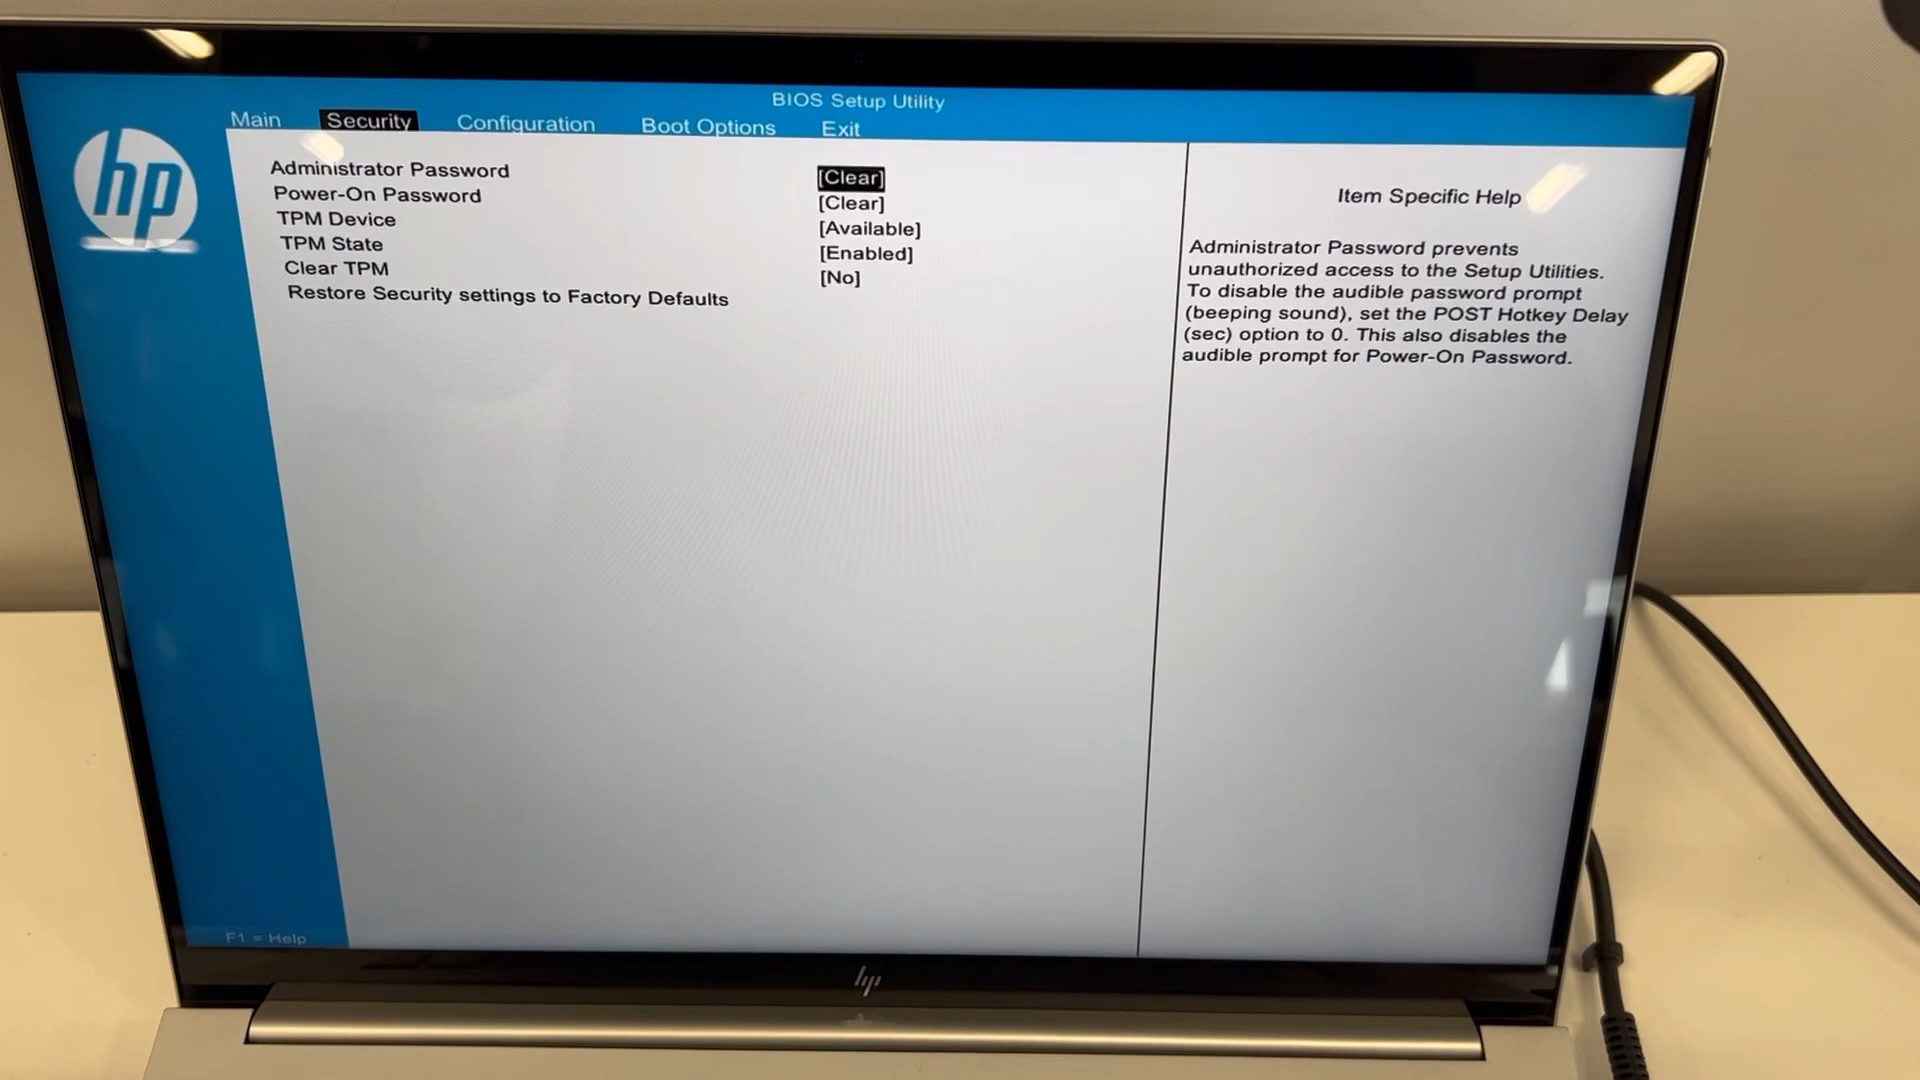 BIOS Setup Utility
Main Security Configuration Boot Options Exit
hp
Administrator Password [Clear]
Power-On Password [Clear]
TPM Device [Available]
TPM State [Enabled]
Clear TPM [No]
Restore Security settings to Factory Defaults
Item Specific Help
Administrator Password prevents
unauthorized access to the Setup Utilities.
To disable the audible password prompt
(beeping sound), set the POST Hotkey Delay
(sec) option to 0. This also disables the
audible prompt for Power-On Password.
F1 = Help
hp